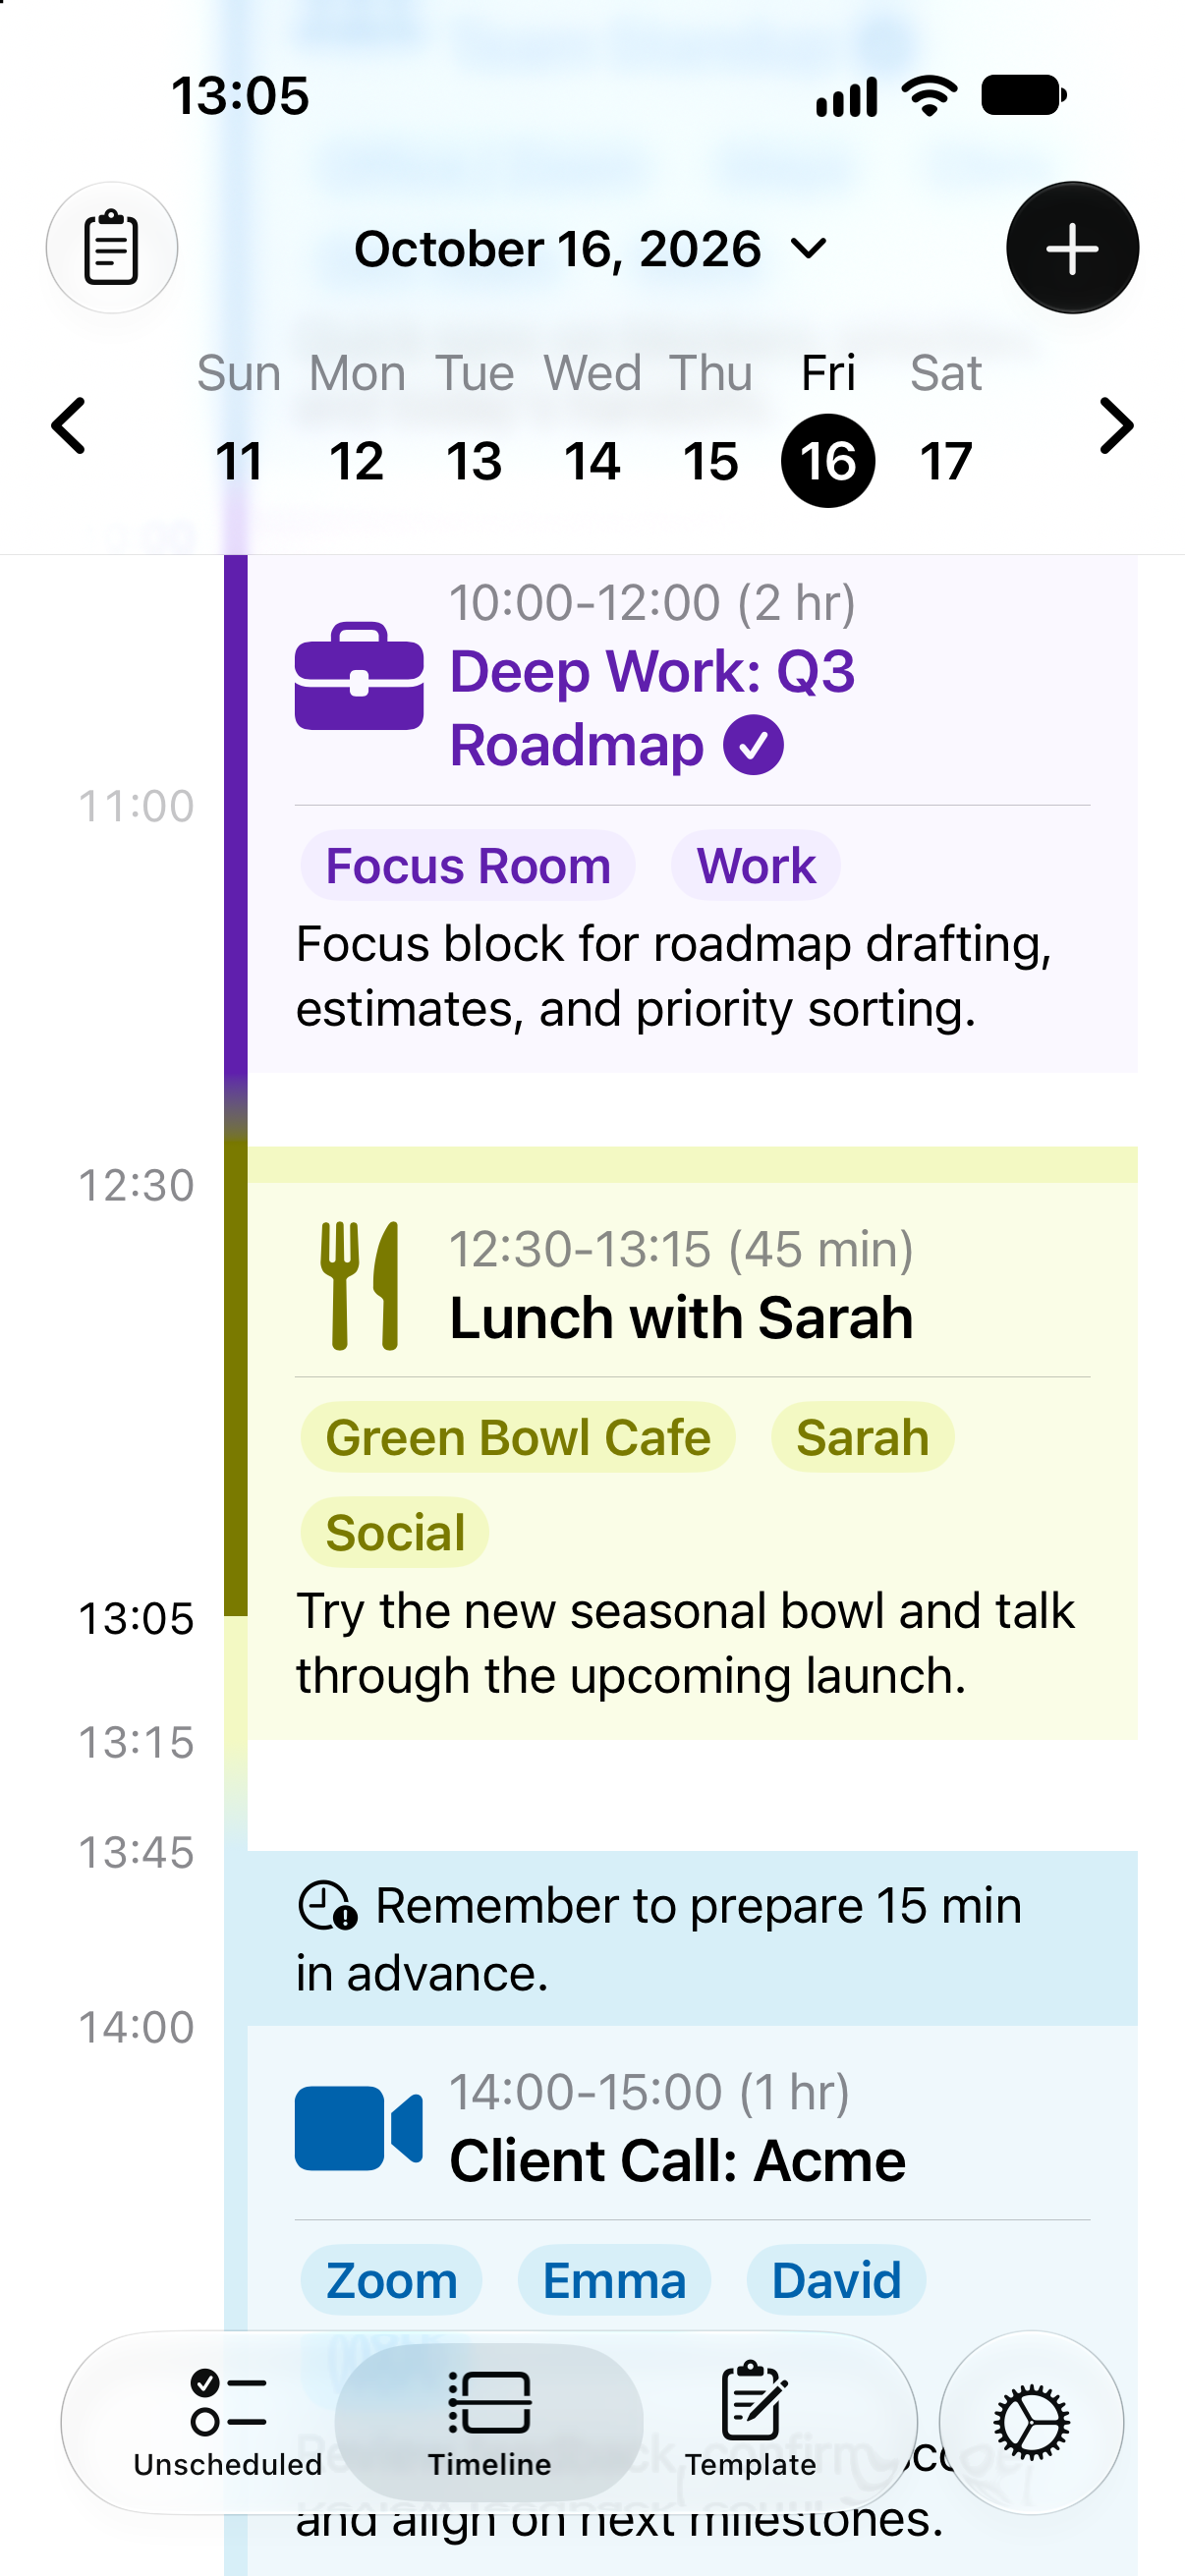 13:05
October 16, 2026
Sun Mon Tue Wed Thu Fri Sat
11 12 13 14 15 16 17
10:00-12:00 (2 hr)
Deep Work: Q3
Roadmap
11:00
Focus Room Work
Focus block for roadmap drafting,
estimates, and priority sorting.
12:30
12:30-13:15 (45 min)
Lunch with Sarah
Green Bowl Cafe Sarah
Social
13:05
Try the new seasonal bowl and talk
through the upcoming launch.
13:15
13:45
Remember to prepare 15 min
in advance.
14:00
14:00-15:00 (1 hr)
Client Call: Acme
Zoom Emma David
Unscheduled Timeline Template
and align on next milestones.